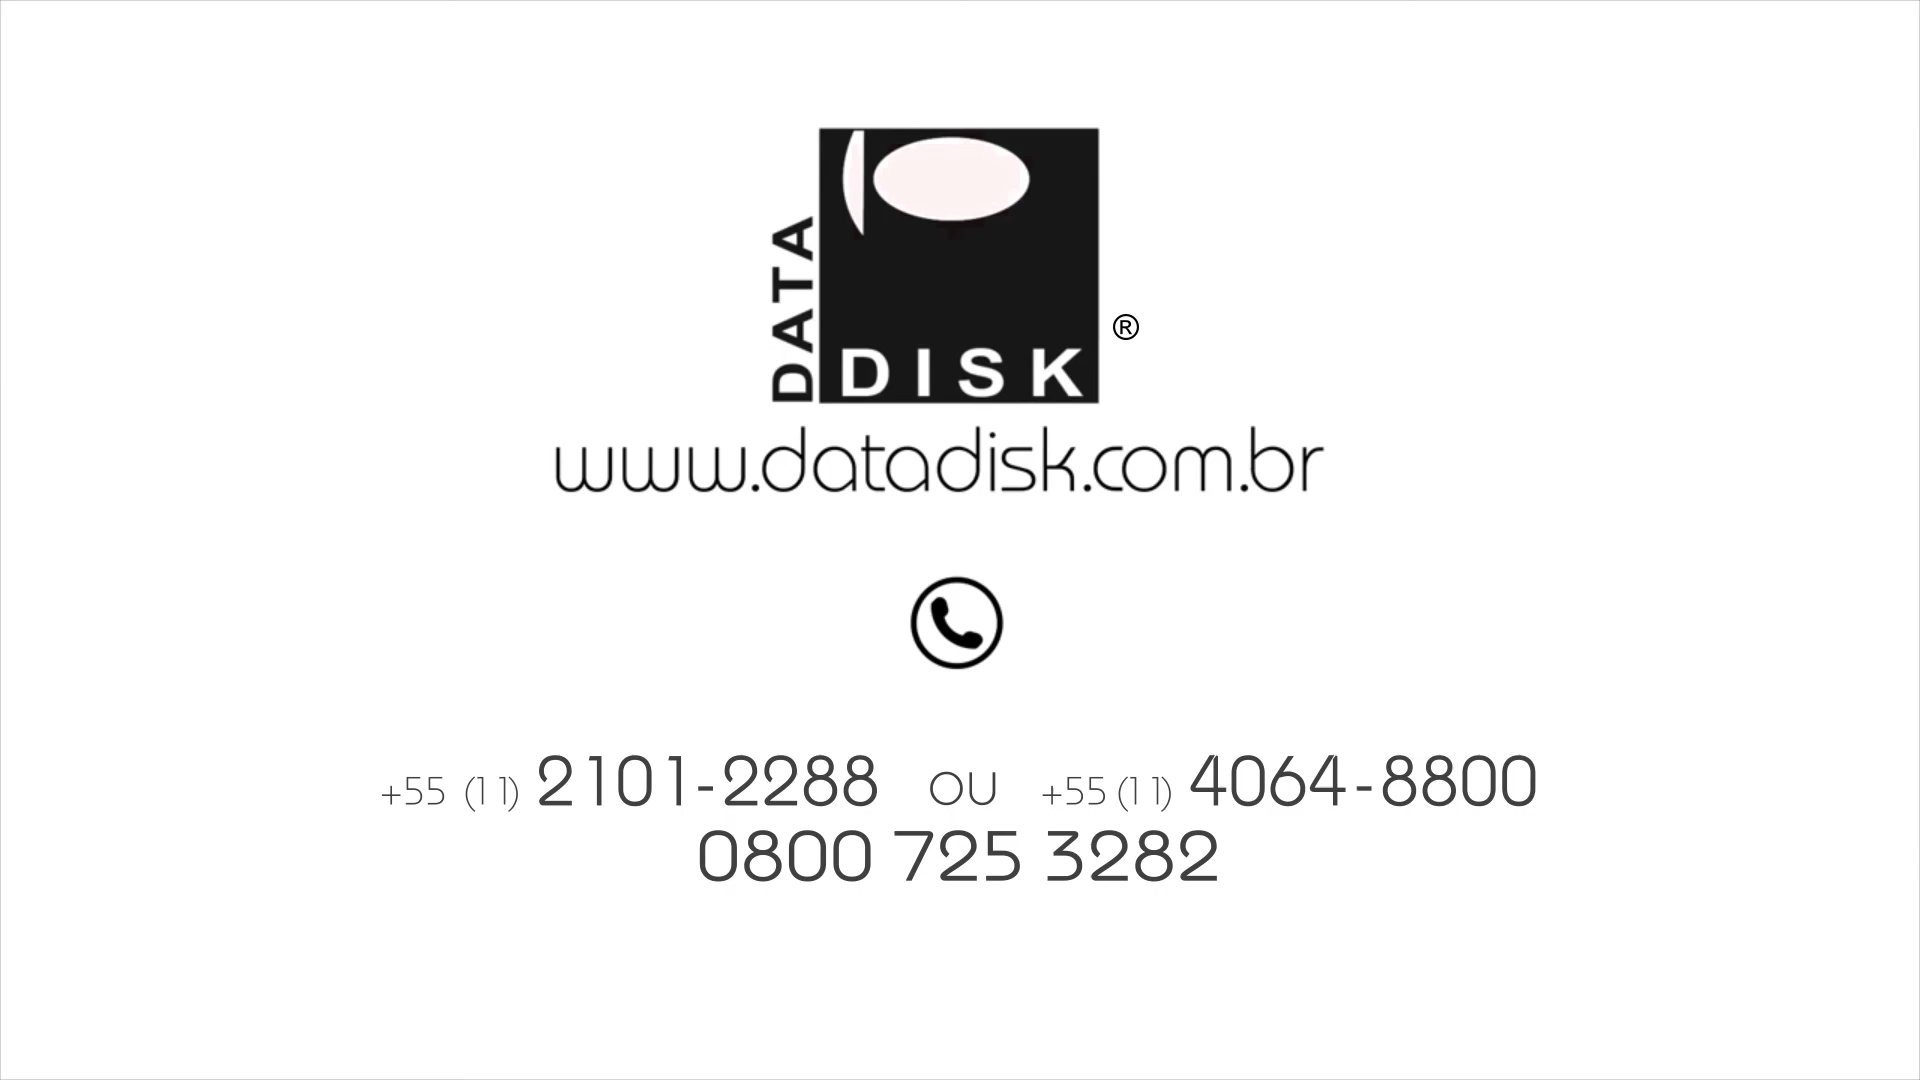 DATA
DISK
®
www.datadisk.com.br
+55 (11) 2101-2288 OU +55 (11) 4064-8800
0800 725 3282